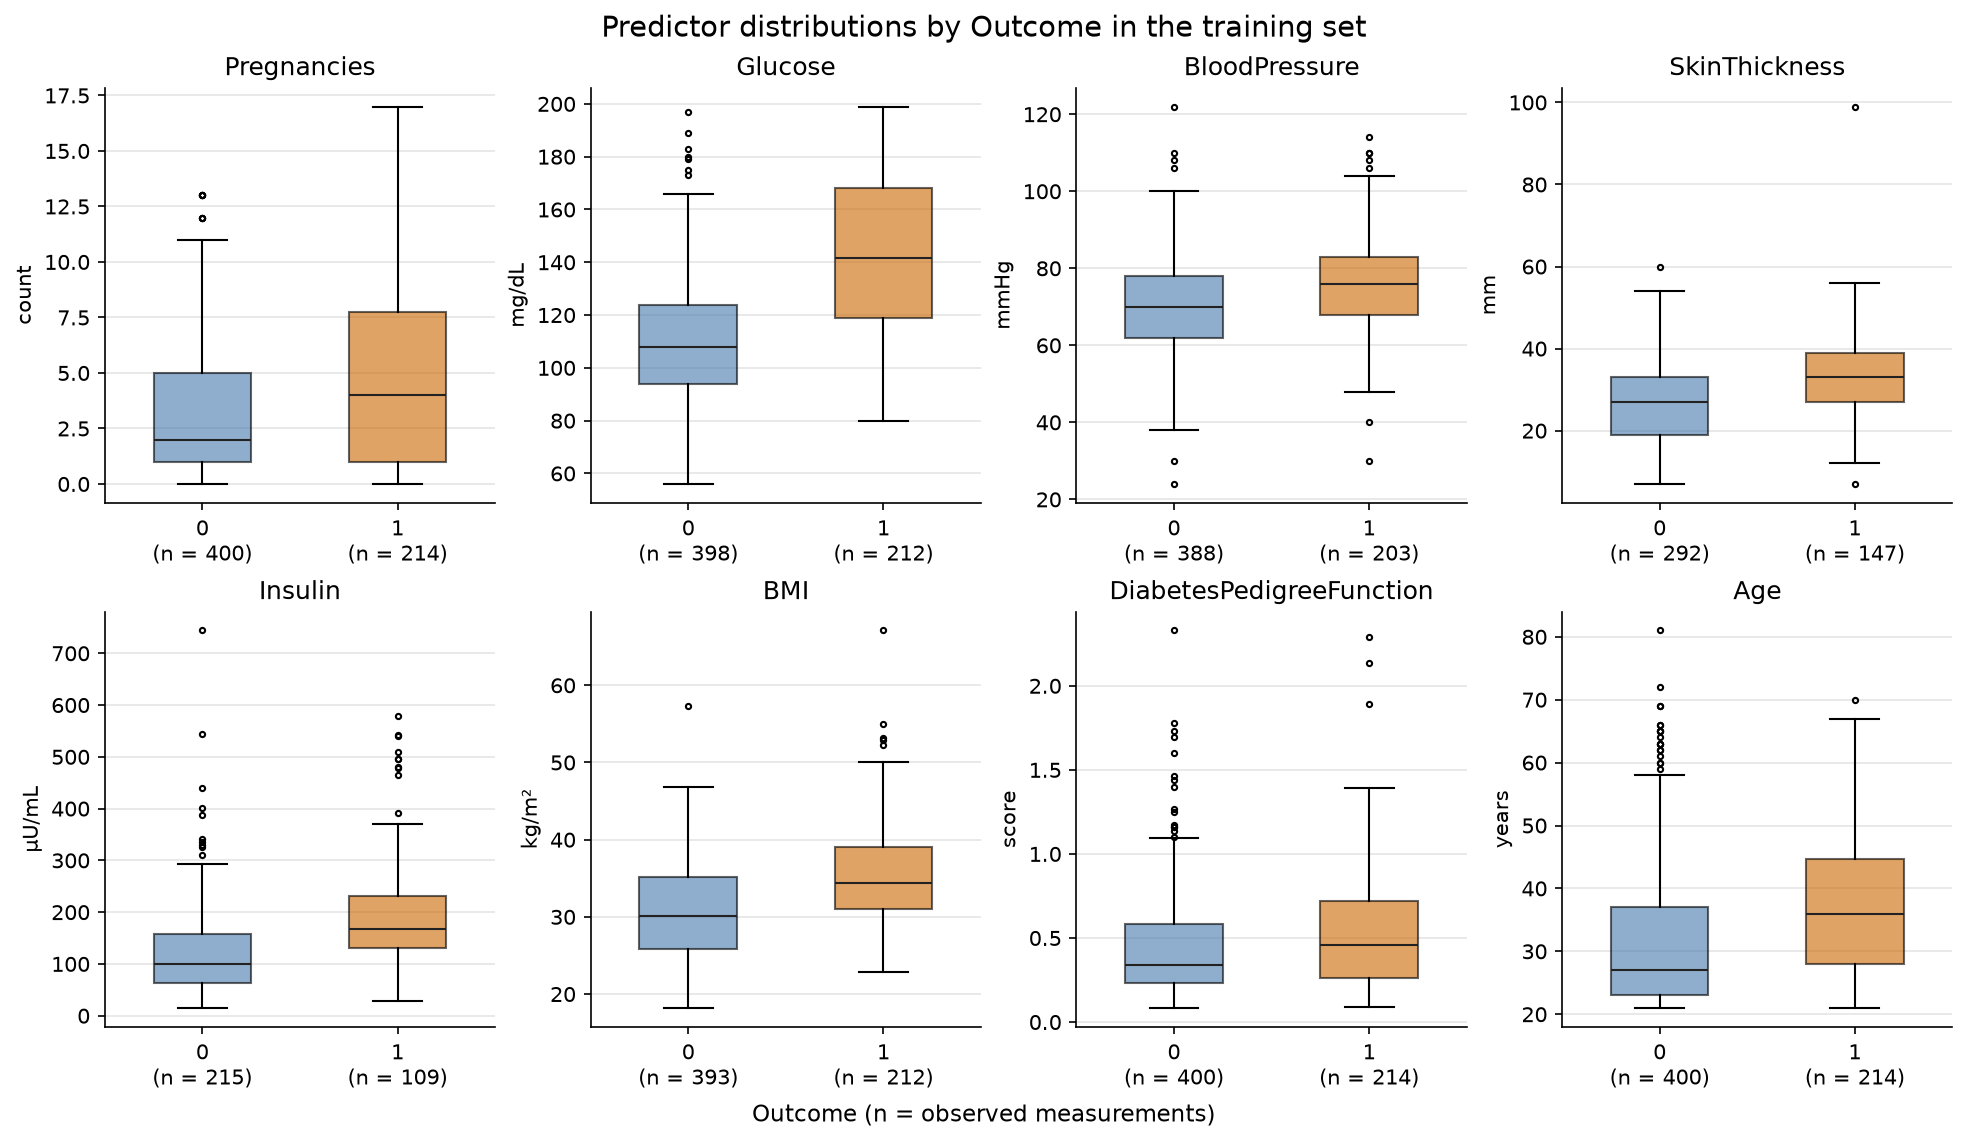 Predictor distributions by Outcome in the training set
Pregnancies
count
17.5
15.0
12.5
10.0
7.5
5.0
2.5
0.0
0
(n = 400)
1
(n = 214)
Glucose
mg/dL
200
180
160
140
120
100
80
60
0
(n = 398)
1
(n = 212)
BloodPressure
mmHg
120
100
80
60
40
20
0
(n = 388)
1
(n = 203)
SkinThickness
mm
100
80
60
40
20
0
(n = 292)
1
(n = 147)
Insulin
µU/mL
700
600
500
400
300
200
100
0
0
(n = 215)
1
(n = 109)
BMI
kg/m²
60
50
40
30
20
0
(n = 393)
1
(n = 212)
DiabetesPedigreeFunction
score
2.0
1.5
1.0
0.5
0.0
0
(n = 400)
1
(n = 214)
Age
years
80
70
60
50
40
30
20
0
(n = 400)
1
(n = 214)
Outcome (n = observed measurements)